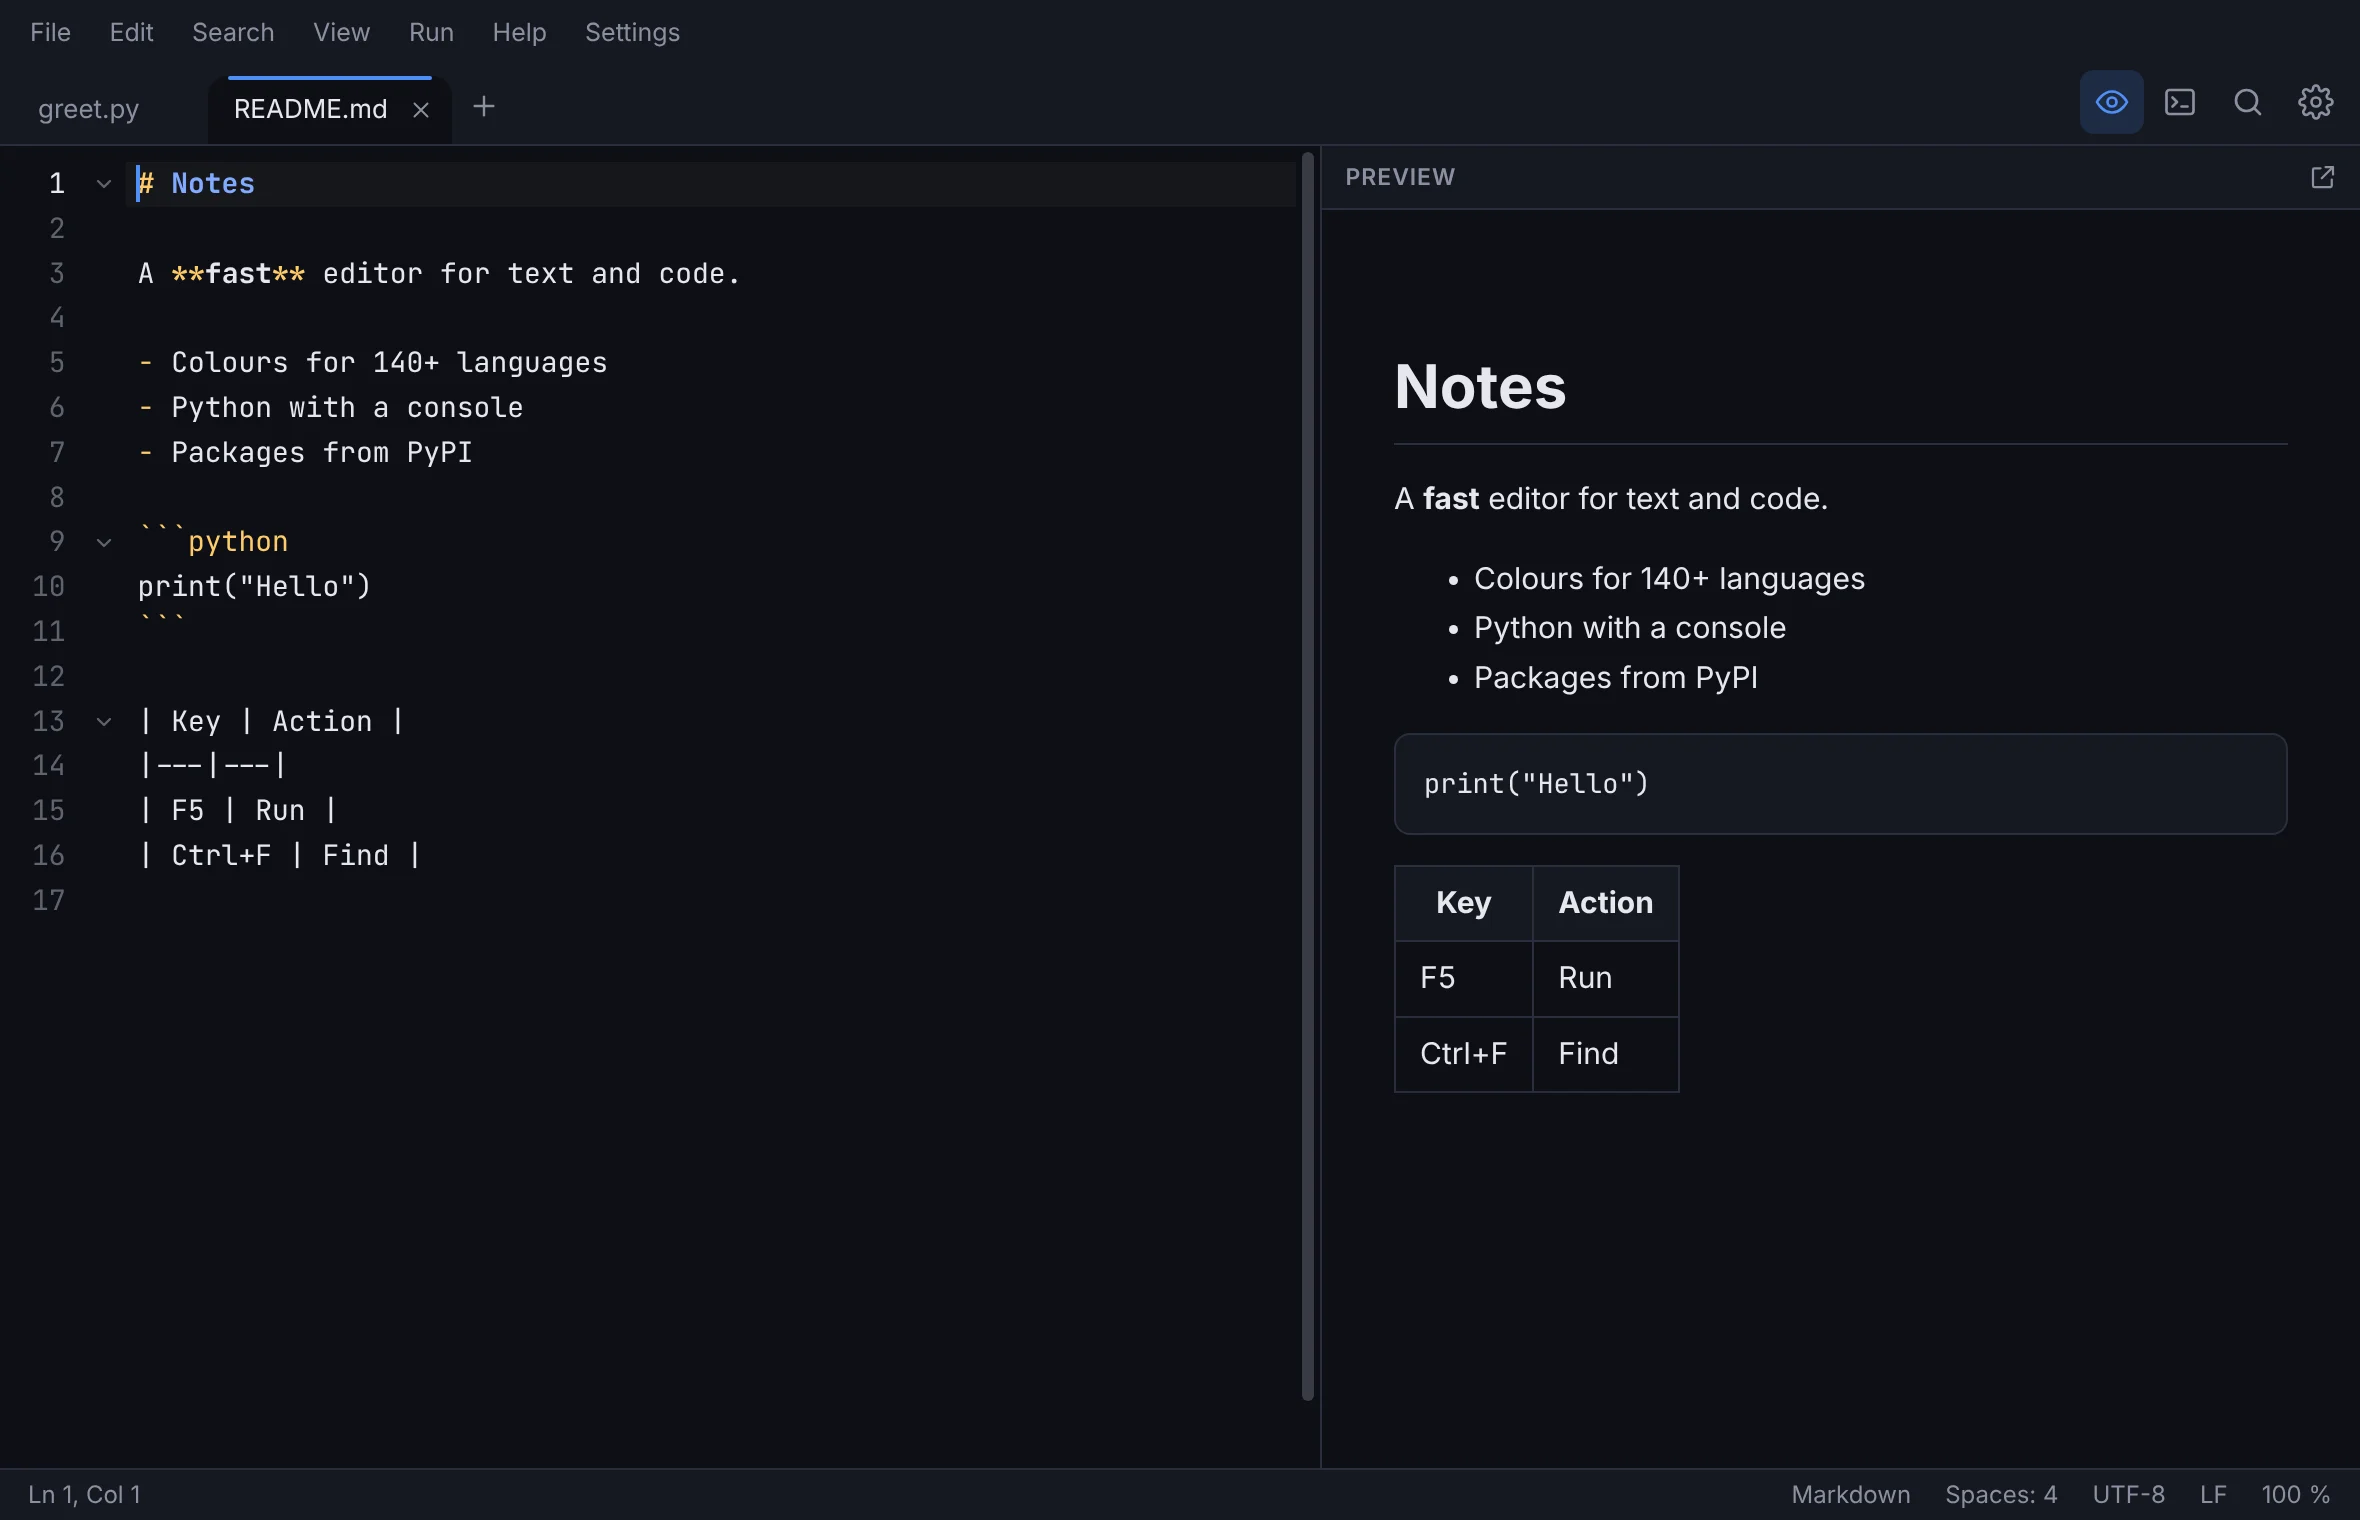 File Edit Search View Run Help Settings
greet.py README.md
1 # Notes
2
3 A **fast** editor for text and code.
4
5 - Colours for 140+ languages
6 - Python with a console
7 - Packages from PyPI
8
9 ```python
10 print("Hello")
11 ```
12
13 | Key | Action |
14 |---|---|
15 | F5 | Run |
16 | Ctrl+F | Find |
17
PREVIEW
Notes
A fast editor for text and code.
• Colours for 140+ languages
• Python with a console
• Packages from PyPI
print("Hello")
Key Action
F5 Run
Ctrl+F Find
Ln 1, Col 1 Markdown Spaces: 4 UTF-8 LF 100 %